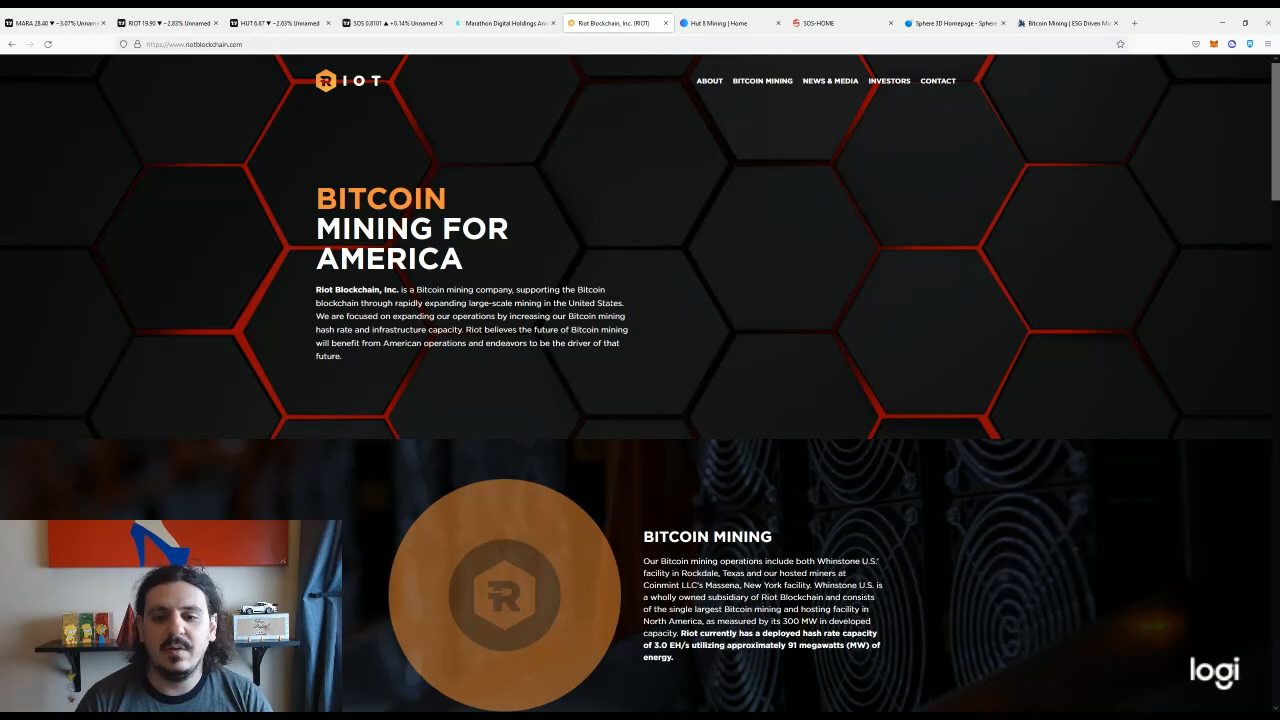 MARA 28.40 ▼ −3.07% Unname
RIOT 19.90 ▼ −2.83% Unnamed
HUT 6.67 ▼ −2.63% Unnamed
SOS 0.8101 ▲ +0.14% Unnamed
Marathon Digital Holdings An
Riot Blockchain, Inc. (RIOT)
Hut 8 Mining | Home
SOS-HOME
Sphere 3D Homepage - Sphere
Bitcoin Mining | ESG Driven Mi
https://www.riotblockchain.com
RIOT
ABOUT
BITCOIN MINING
NEWS & MEDIA
INVESTORS
CONTACT
BITCOIN
MINING FOR
AMERICA
Riot Blockchain, Inc. is a Bitcoin mining company, supporting the Bitcoin
blockchain through rapidly expanding large-scale mining in the United States.
We are focused on expanding our operations by increasing our Bitcoin mining
hash rate and infrastructure capacity. Riot believes the future of Bitcoin mining
will benefit from American operations and endeavors to be the driver of that
future.
BITCOIN MINING
Our Bitcoin mining operations include both Whinstone U.S.'
facility in Rockdale, Texas and our hosted miners at
Coinmint LLC's Massena, New York facility. Whinstone U.S. is
a wholly owned subsidiary of Riot Blockchain and consists
of the single largest Bitcoin mining and hosting facility in
North America, as measured by its 300 MW in developed
capacity. Riot currently has a deployed hash rate capacity
of 3.0 EH/s utilizing approximately 91 megawatts (MW) of
energy.
logi